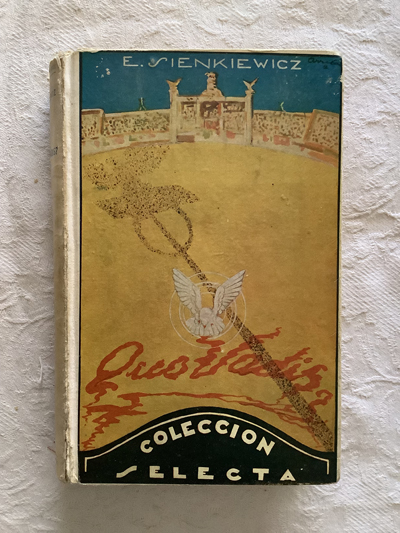 E. SIENKIEWICZ
Quo Vadis?
COLECCION
SELECTA